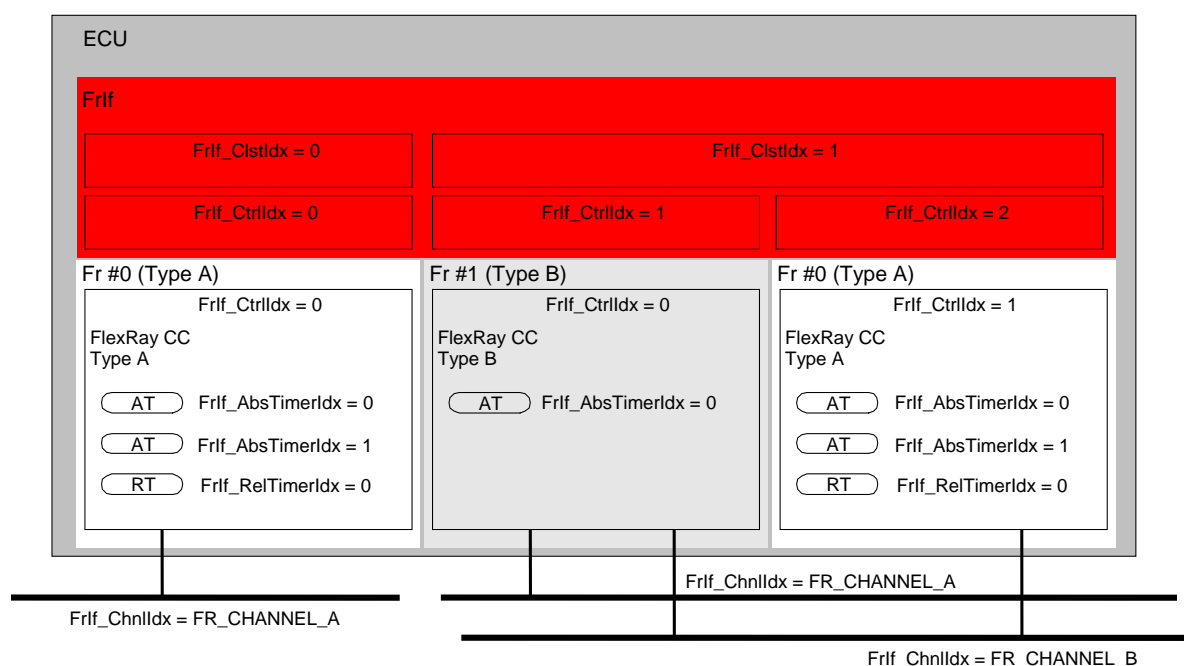 ECU
FrIf
FrIf_ClstIdx = 0
FrIf_ClstIdx = 1
FrIf_CtrlIdx = 0
FrIf_CtrlIdx = 1
FrIf_CtrlIdx = 2
Fr #0 (Type A)
FrIf_CtrlIdx = 0
FlexRay CC
Type A
AT FrIf_AbsTimerIdx = 0
AT FrIf_AbsTimerIdx = 1
RT FrIf_RelTimerIdx = 0
Fr #1 (Type B)
FrIf_CtrlIdx = 0
FlexRay CC
Type B
AT FrIf_AbsTimerIdx = 0
Fr #0 (Type A)
FrIf_CtrlIdx = 1
FlexRay CC
Type A
AT FrIf_AbsTimerIdx = 0
AT FrIf_AbsTimerIdx = 1
RT FrIf_RelTimerIdx = 0
FrIf_ChnlIdx = FR_CHANNEL_A
FrIf_ChnlIdx = FR_CHANNEL_A
FrIf_ChnlIdx = FR_CHANNEL_B